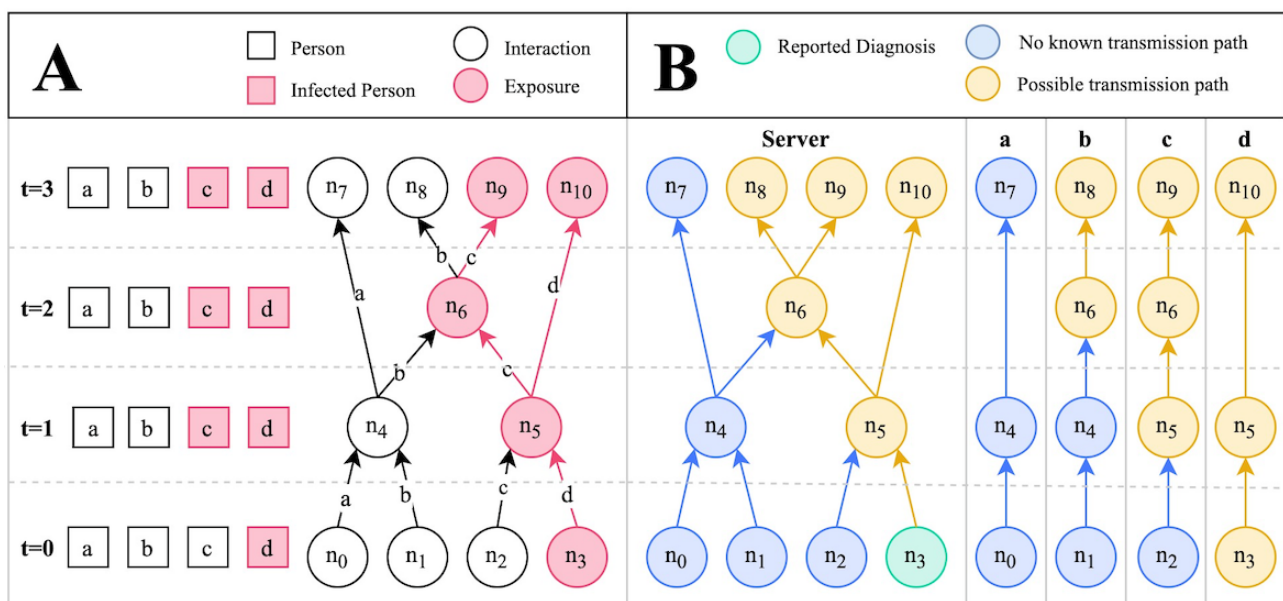 A
Person
Infected Person
Interaction
Exposure
B
Reported Diagnosis
No known transmission path
Possible transmission path
Server
a b c d
t=3 a b c d n7 n8 n9 n10 n7 n8 n9 n10 n7 n8 n9 n10
b c
a d
t=2 a b c d n6 n6 n6 n6
b c
t=1 a b c d n4 n5 n4 n5 n4 n4 n5 n5
a b c d
t=0 a b c d n0 n1 n2 n3 n0 n1 n2 n3 n0 n1 n2 n3